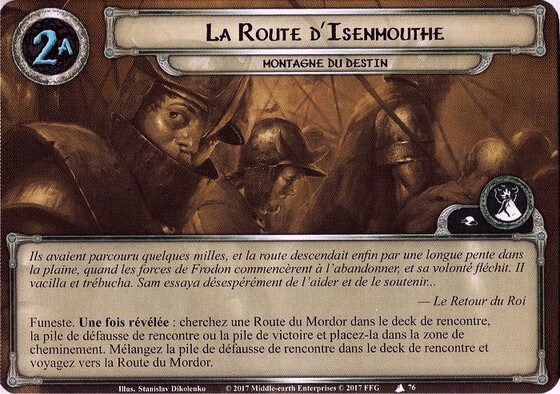 2A
La Route d'Isenmouthe
Montagne du Destin
Ils avaient parcouru quelques milles, et la route descendait enfin par une longue pente dans
la plaine, quand les forces de Frodon commencèrent à l'abandonner, et sa volonté fléchit. Il
vacilla et trébucha. Sam essaya désespérément de l'aider et de le soutenir...
— Le Retour du Roi
Funeste. Une fois révélée : cherchez une Route du Mordor dans le deck de rencontre,
la pile de défausse de rencontre ou la pile de victoire et placez-la dans la zone de
cheminement. Mélangez la pile de défausse de rencontre dans le deck de rencontre et
voyagez vers la Route du Mordor.
Illus. Stanislav Dikolenko © 2017 Middle-earth Enterprises © 2017 FFG 76